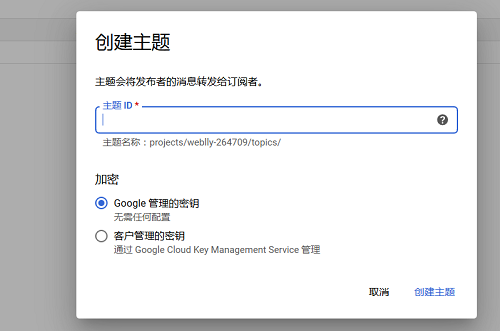 创建主题
主题会将发布者的消息转发给订阅者。
主题 ID *
主题名称：projects/weblly-264709/topics/
加密
Google 管理的密钥
无需任何配置
客户管理的密钥
通过 Google Cloud Key Management Service 管理
取消 创建主题